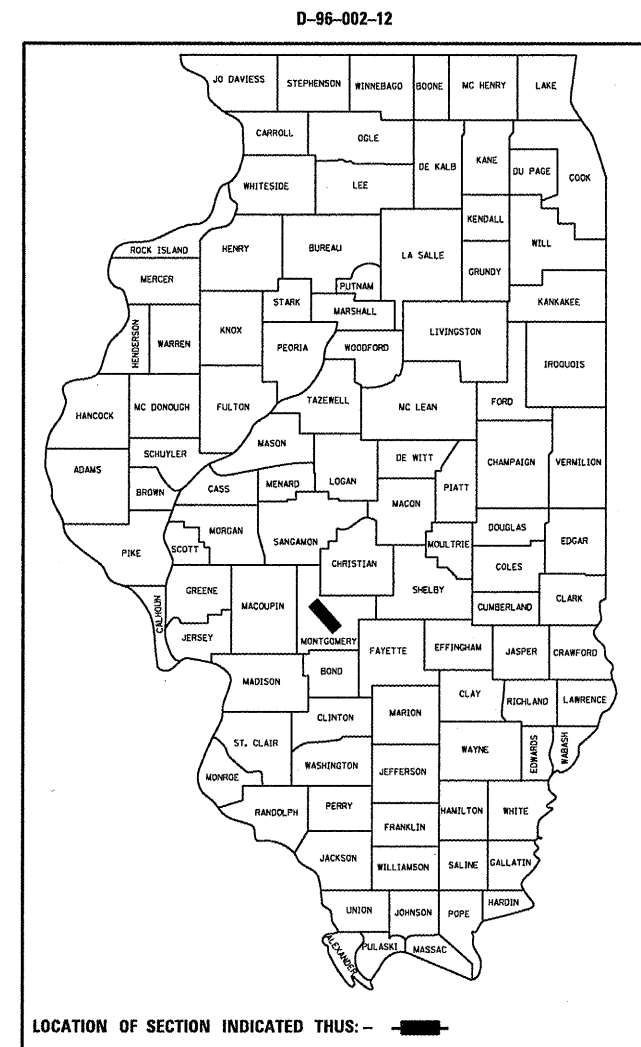 D-96-002-12
JO DAVIESS
STEPHENSON
WINNEBAGO
BOONE
MC HENRY
LAKE
CARROLL
OGLE
DE KALB
KANE
DU PAGE
COOK
WHITESIDE
LEE
KENDALL
ROCK ISLAND
HENRY
BUREAU
LA SALLE
GRUNDY
WILL
MERCER
PUTNAM
STARK
MARSHALL
KANKAKEE
HENDERSON
WARREN
KNOX
PEORIA
WOODFORD
LIVINGSTON
IROQUOIS
HANCOCK
MC DONOUGH
FULTON
TAZEWELL
MC LEAN
FORD
SCHUYLER
MASON
DE WITT
CHAMPAIGN
VERMILION
ADAMS
BROWN
CASS
MENARD
LOGAN
PIATT
MACON
PIKE
SCOTT
MORGAN
SANGAMON
CHRISTIAN
MOULTRIE
DOUGLAS
EDGAR
COLES
CALHOUN
GREENE
MACOUPIN
SHELBY
CUMBERLAND
CLARK
JERSEY
MONTGOMERY
FAYETTE
EFFINGHAM
JASPER
CRAWFORD
MADISON
BOND
CLAY
RICHLAND
LAWRENCE
CLINTON
MARION
ST. CLAIR
WAYNE
EDWARDS
WABASH
MONROE
WASHINGTON
JEFFERSON
RANDOLPH
PERRY
HAMILTON
WHITE
FRANKLIN
JACKSON
WILLIAMSON
SALINE
GALLATIN
UNION
JOHNSON
POPE
HARDIN
ALEXANDER
PULASKI
MASSAC
LOCATION OF SECTION INDICATED THUS: -